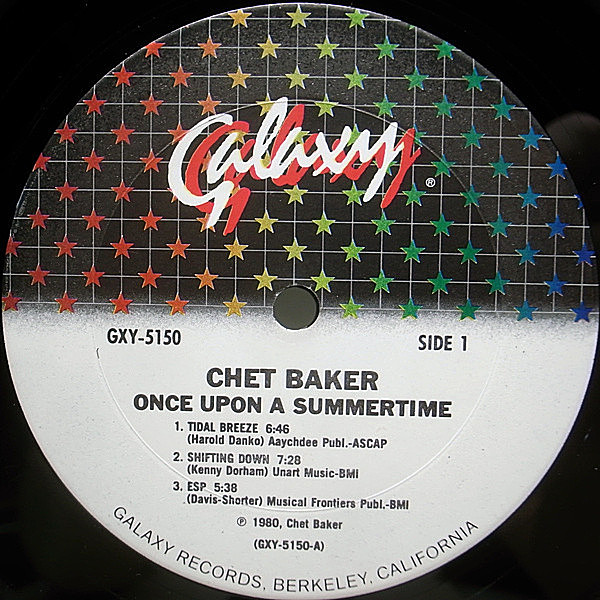 Galaxy®
GXY-5150 SIDE 1
CHET BAKER
ONCE UPON A SUMMERTIME
1. TIDAL BREEZE 6:46
(Harold Danko) Aaychdee Publ.-ASCAP
2. SHIFTING DOWN 7:28
(Kenny Dorham) Unart Music-BMI
3. ESP 5:38
(Davis-Shorter) Musical Frontiers Publ.-BMI
℗ 1980, Chet Baker
(GXY-5150-A)
GALAXY RECORDS, BERKELEY, CALIFORNIA